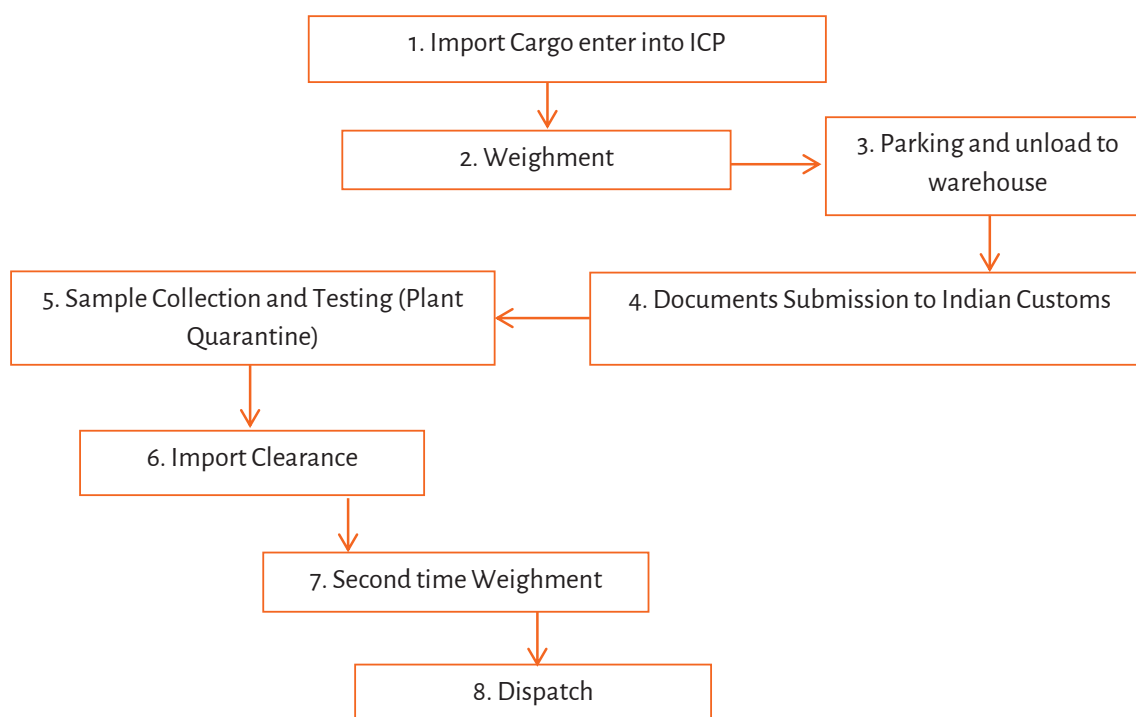 1. Import Cargo enter into ICP
2. Weighment
3. Parking and unload to
warehouse
4. Documents Submission to Indian Customs
5. Sample Collection and Testing (Plant
Quarantine)
6. Import Clearance
7. Second time Weighment
8. Dispatch